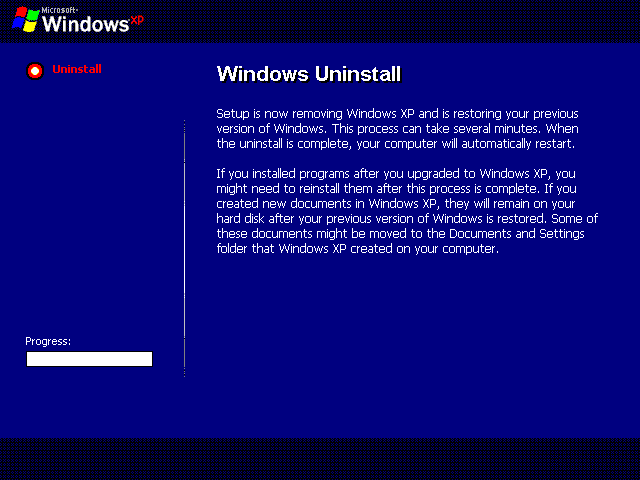 Microsoft®
Windows xp
Uninstall
Windows Uninstall
Setup is now removing Windows XP and is restoring your previous
version of Windows. This process can take several minutes. When
the uninstall is complete, your computer will automatically restart.
If you installed programs after you upgraded to Windows XP, you
might need to reinstall them after this process is complete. If you
created new documents in Windows XP, they will remain on your
hard disk after your previous version of Windows is restored. Some of
these documents might be moved to the Documents and Settings
folder that Windows XP created on your computer.
Progress: